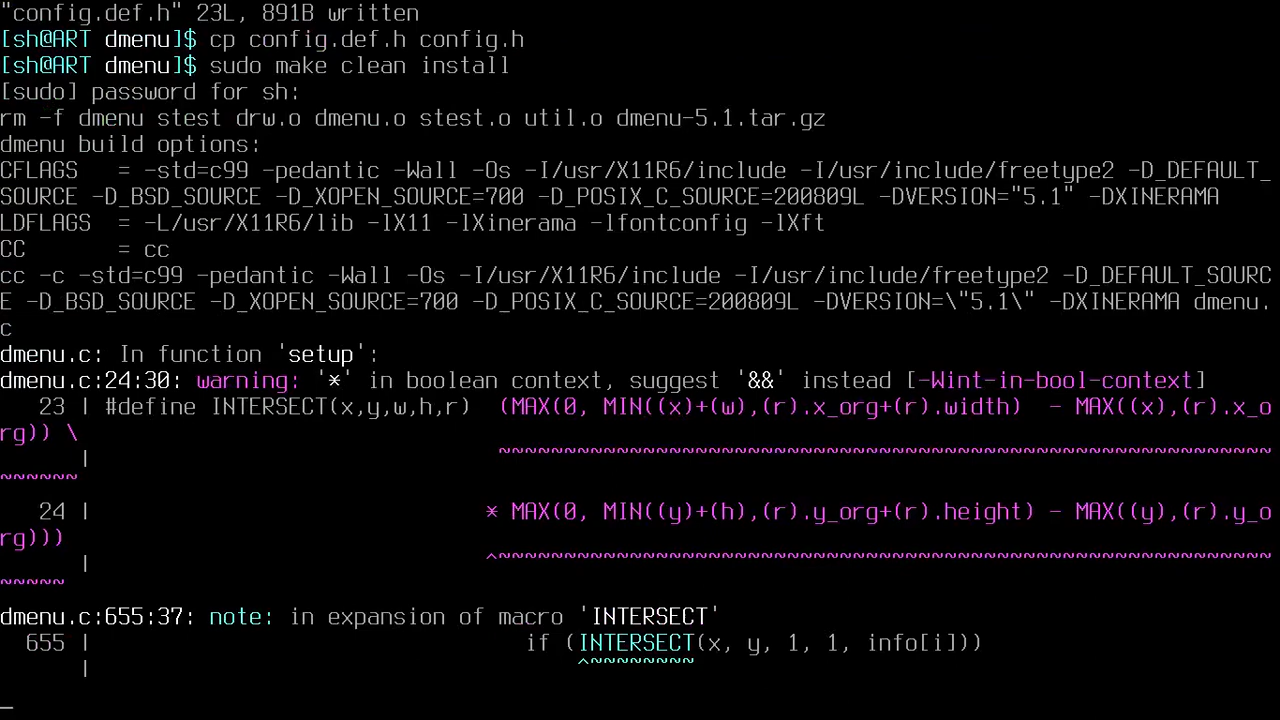 "config.def.h" 23L, 891B written
[sh@ART dmenu]$ cp config.def.h config.h
[sh@ART dmenu]$ sudo make clean install
[sudo] password for sh:
rm -f dmenu stest drw.o dmenu.o stest.o util.o dmenu-5.1.tar.gz
dmenu build options:
CFLAGS   = -std=c99 -pedantic -Wall -Os -I/usr/X11R6/include -I/usr/include/freetype2 -D_DEFAULT_
SOURCE -D_BSD_SOURCE -D_XOPEN_SOURCE=700 -D_POSIX_C_SOURCE=200809L -DVERSION="5.1" -DXINERAMA
LDFLAGS  = -L/usr/X11R6/lib -lX11 -lXinerama -lfontconfig -lXft
CC       = cc
cc -c -std=c99 -pedantic -Wall -Os -I/usr/X11R6/include -I/usr/include/freetype2 -D_DEFAULT_SOURC
E -D_BSD_SOURCE -D_XOPEN_SOURCE=700 -D_POSIX_C_SOURCE=200809L -DVERSION=\"5.1\" -DXINERAMA dmenu.
c
dmenu.c: In function 'setup':
dmenu.c:24:30: warning: '*' in boolean context, suggest '&&' instead [-Wint-in-bool-context]
   23 | #define INTERSECT(x,y,w,h,r)  (MAX(0, MIN((x)+(w),(r).x_org+(r).width)  - MAX((x),(r).x_o
rg)) \
      |                               ~~~~~~~~~~~~~~~~~~~~~~~~~~~~~~~~~~~~~~~~~~~~~~~~~~~~~~~~~~~
~~~~~~
   24 |                              * MAX(0, MIN((y)+(h),(r).y_org+(r).height) - MAX((y),(r).y_o
rg)))
      |                              ^~~~~~~~~~~~~~~~~~~~~~~~~~~~~~~~~~~~~~~~~~~~~~~~~~~~~~~~~~~~
~~~~~
dmenu.c:655:37: note: in expansion of macro 'INTERSECT'
  655 |                                 if (INTERSECT(x, y, 1, 1, info[i]))
      |                                     ^~~~~~~~~